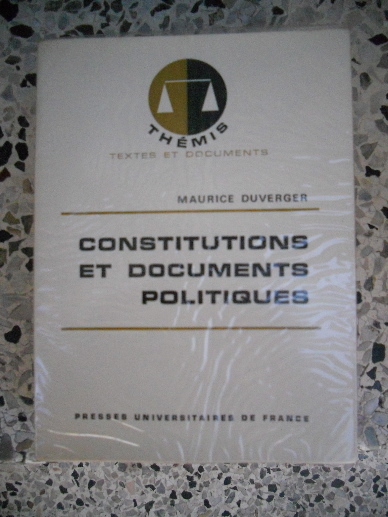 THÉMIS
TEXTES ET DOCUMENTS
MAURICE DUVERGER
CONSTITUTIONS
ET DOCUMENTS
POLITIQUES
PRESSES UNIVERSITAIRES DE FRANCE